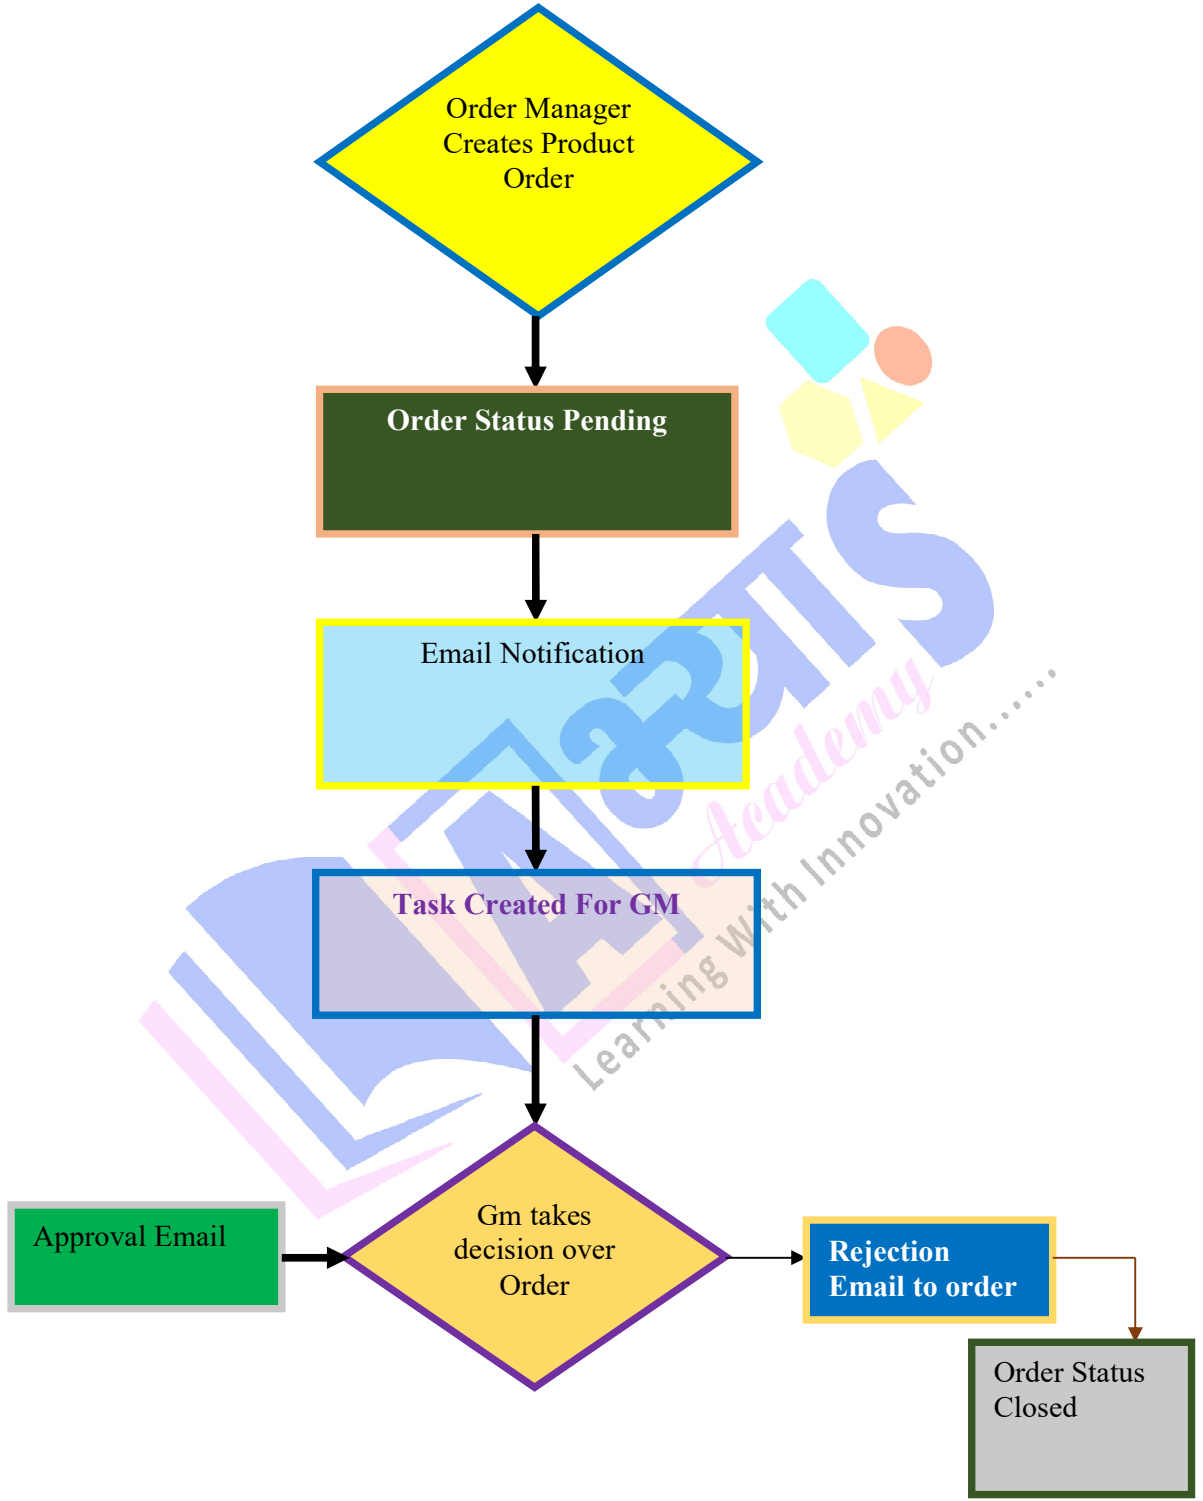 Order Manager
Creates Product
Order
Order Status Pending
Email Notification
Task Created For GM
Academy
Learning With Innovation......
Gm takes
decision over
Order
Approval Email
Rejection
Email to order
Order Status
Closed